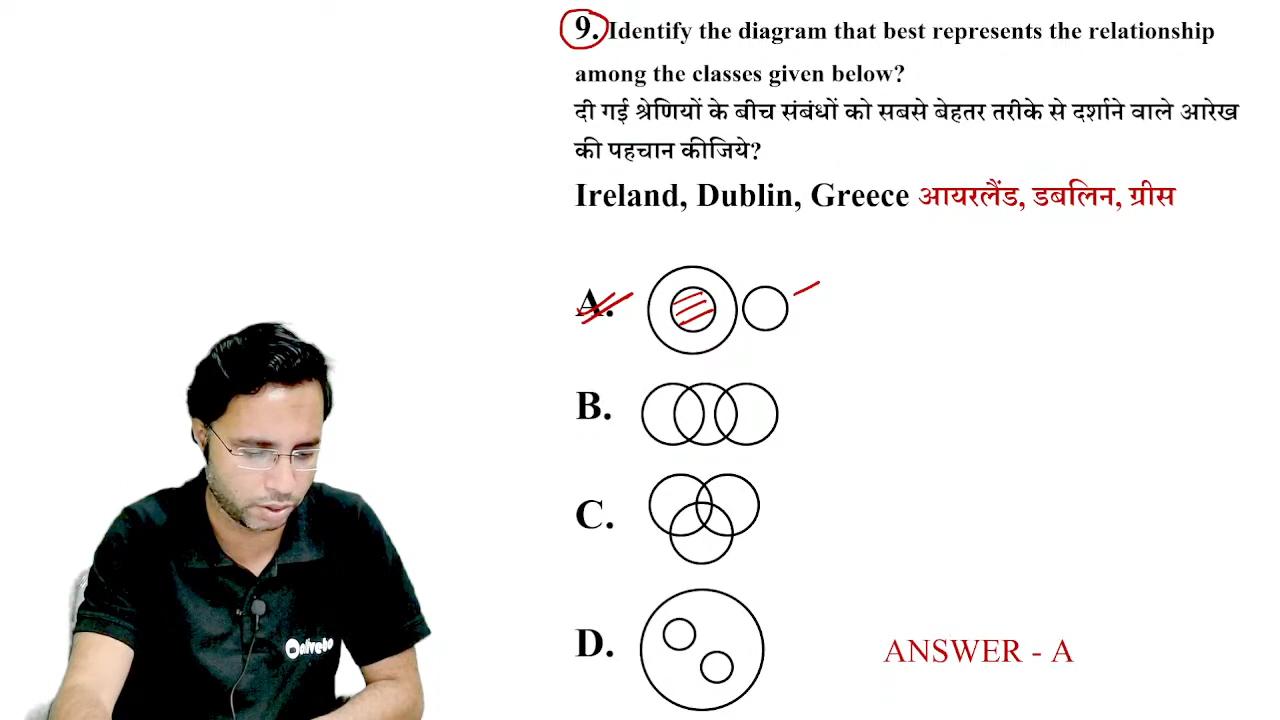 9. Identify the diagram that best represents the relationship
among the classes given below?
दी गई श्रेणियों के बीच संबंधों को सबसे बेहतर तरीके से दर्शाने वाले आरेख
की पहचान कीजिये?
Ireland, Dublin, Greece आयरलैंड, डबलिन, ग्रीस
A.
B.
C.
D.
ANSWER - A